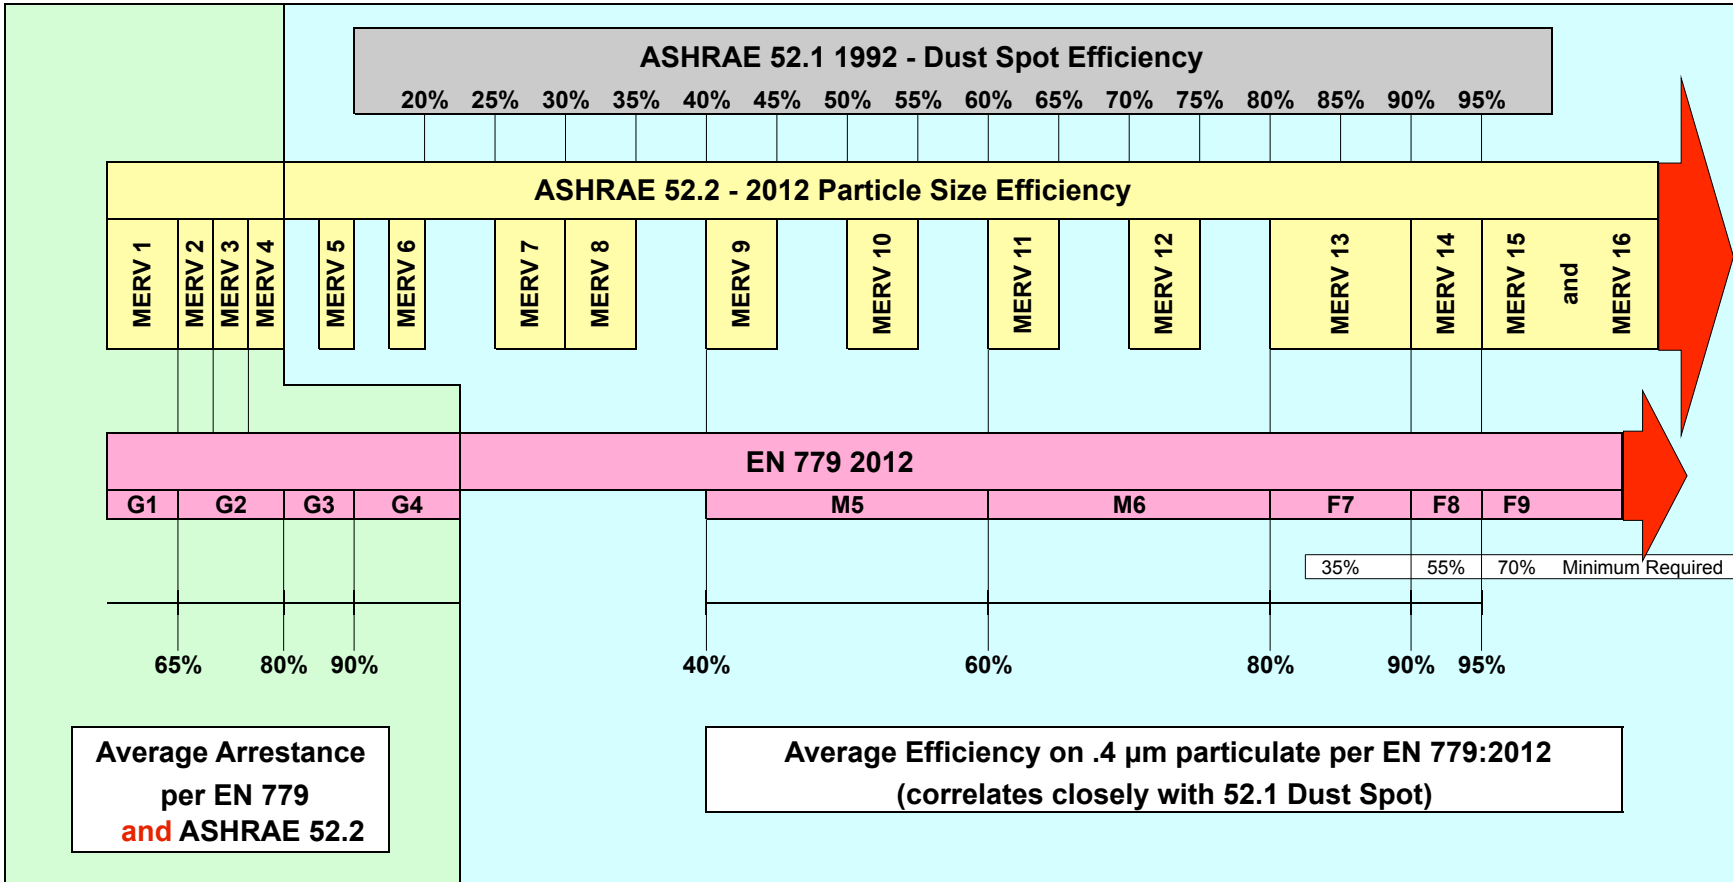 ASHRAE 52.1 1992 - Dust Spot Efficiency
20% 25% 30% 35% 40% 45% 50% 55% 60% 65% 70% 75% 80% 85% 90% 95%
ASHRAE 52.2 - 2012 Particle Size Efficiency
MERV 1
MERV 2
MERV 3
MERV 4
MERV 5
MERV 6
MERV 7
MERV 8
MERV 9
MERV 10
MERV 11
MERV 12
MERV 13
MERV 14
MERV 15
and
MERV 16
EN 779 2012
G1 G2 G3 G4 M5 M6 F7 F8 F9
35% 55% 70% Minimum Required
65% 80% 90% 40% 60% 80% 90% 95%
Average Arrestance
per EN 779
and ASHRAE 52.2
Average Efficiency on .4 µm particulate per EN 779:2012
(correlates closely with 52.1 Dust Spot)